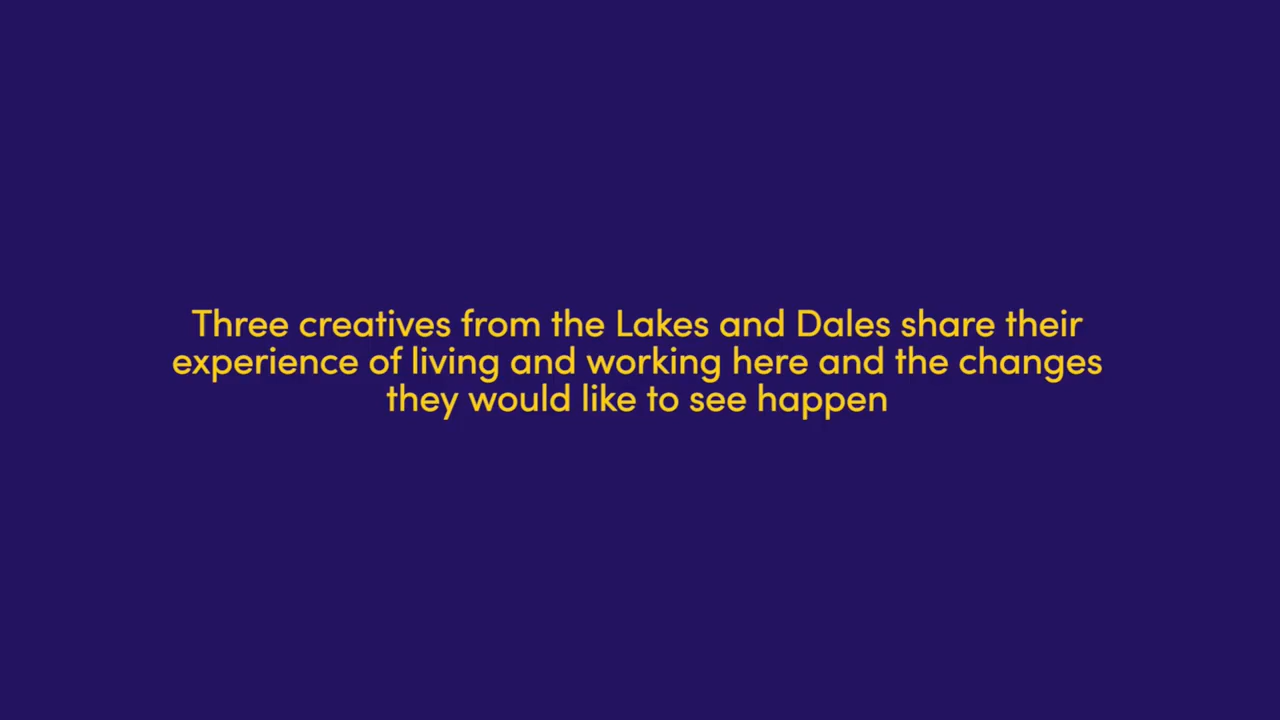 Three creatives from the Lakes and Dales share their
experience of living and working here and the changes
they would like to see happen